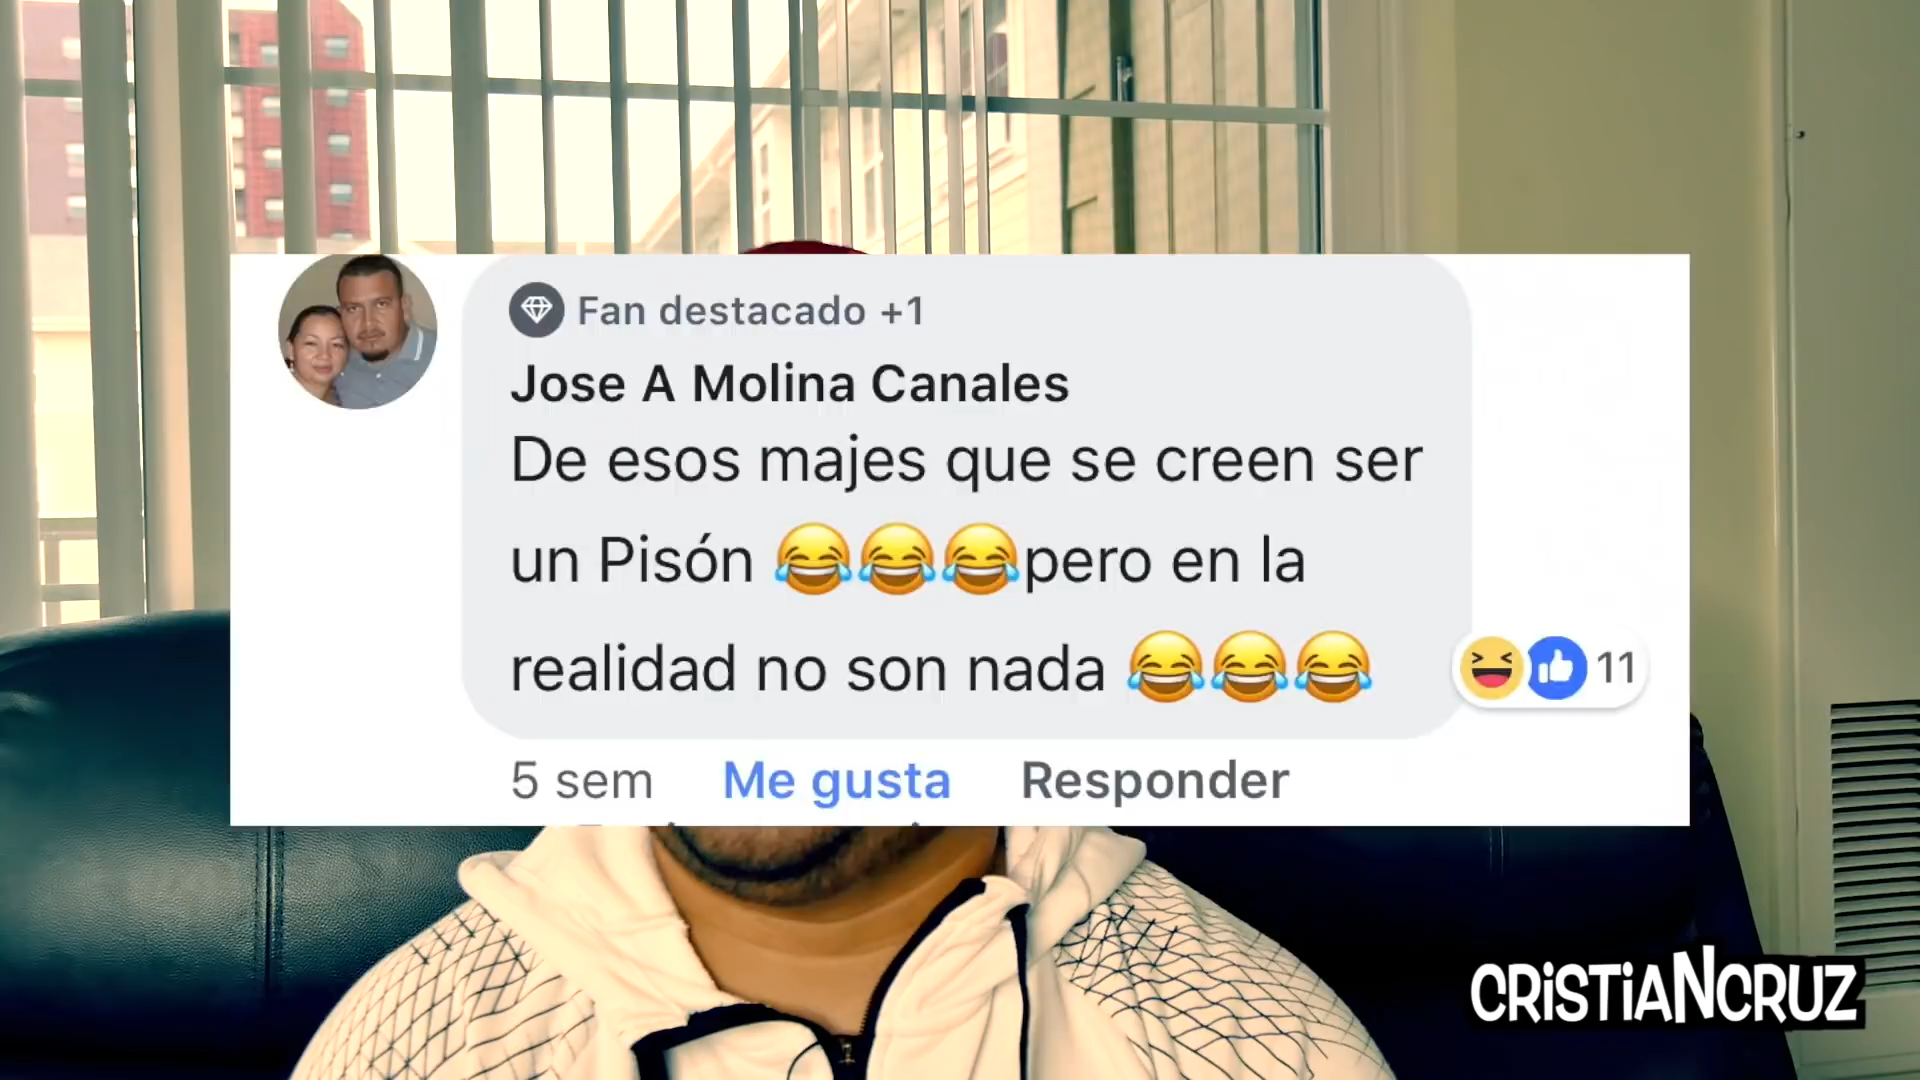 Fan destacado +1
Jose A Molina Canales
De esos majes que se creen ser
un Pisón 😂😂😂pero en la
realidad no son nada 😂😂😂
11
5 sem Me gusta Responder
CRiSTiANCRUZ